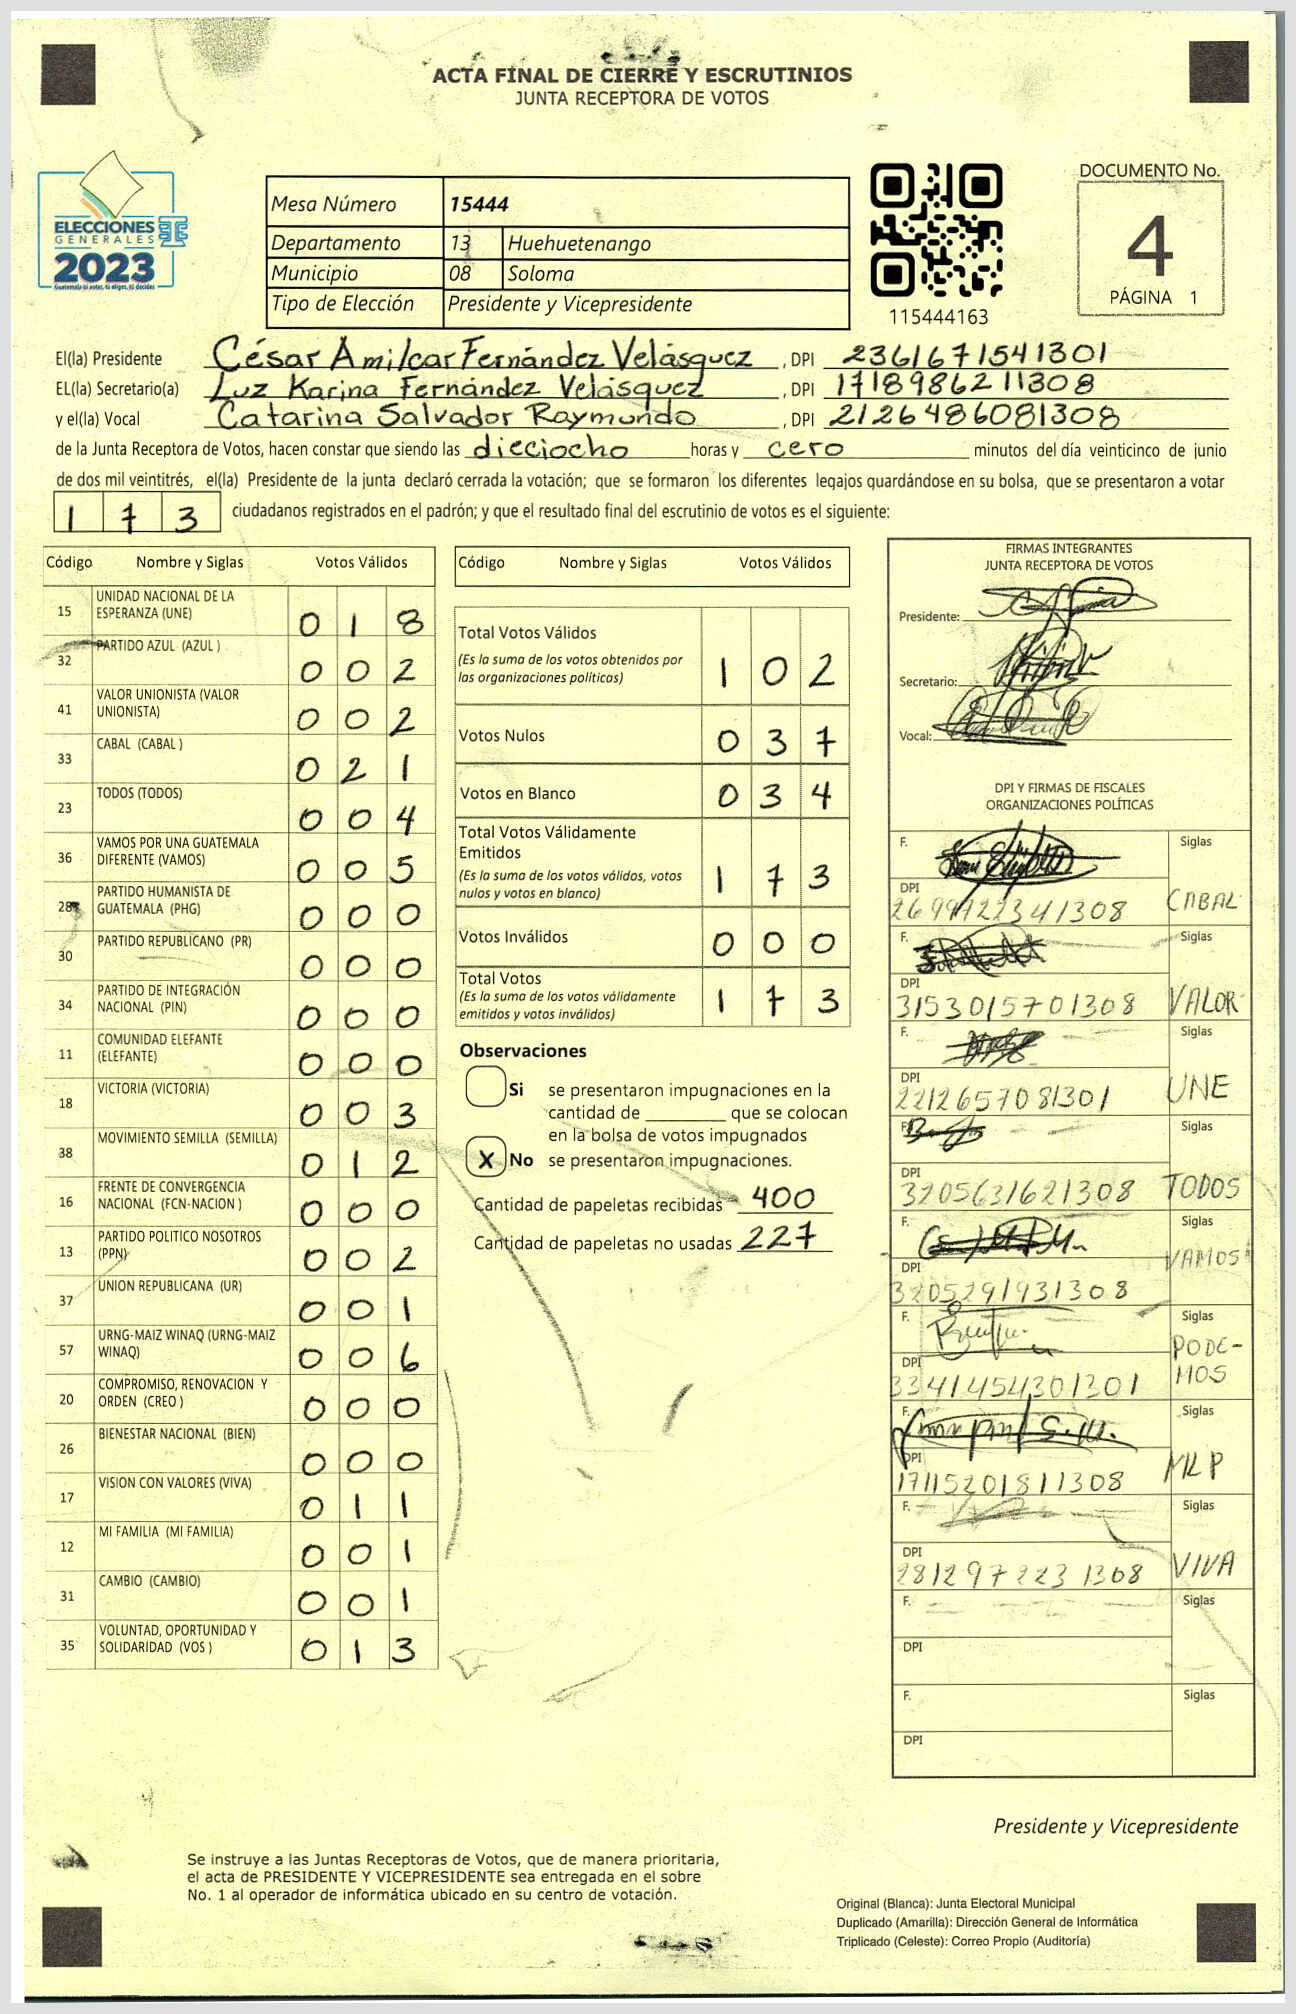 ACTA FINAL DE CIERRE Y ESCRUTINIOS
JUNTA RECEPTORA DE VOTOS
ELECCIONES
GENERALES
2023
Guatemala tú eres, tú eliges, tú decides
Mesa Número 15444
Departamento 13 Huehuetenango
Municipio 08 Soloma
Tipo de Elección Presidente y Vicepresidente
115444163
DOCUMENTO No.
4
PÁGINA 1
El(la) Presidente César Amilcar Fernández Velásquez , DPI 2361671541301
EL(la) Secretario(a) Luz Karina Fernández Velásquez , DPI 1718986211308
y el(la) Vocal Catarina Salvador Raymundo , DPI 2126486081308
de la Junta Receptora de Votos, hacen constar que siendo las dieciocho horas y cero minutos del día veinticinco de junio
de dos mil veintitrés, el(la) Presidente de la junta declaró cerrada la votación; que se formaron los diferentes legajos guardándose en su bolsa, que se presentaron a votar
173 ciudadanos registrados en el padrón; y que el resultado final del escrutinio de votos es el siguiente:
Código Nombre y Siglas Votos Válidos
15 UNIDAD NACIONAL DE LA
ESPERANZA (UNE) 0 1 8
32 PARTIDO AZUL (AZUL ) 0 0 2
41 VALOR UNIONISTA (VALOR
UNIONISTA) 0 0 2
33 CABAL (CABAL ) 0 2 1
23 TODOS (TODOS) 0 0 4
36 VAMOS POR UNA GUATEMALA
DIFERENTE (VAMOS) 0 0 5
28 PARTIDO HUMANISTA DE
GUATEMALA (PHG) 0 0 0
30 PARTIDO REPUBLICANO (PR) 0 0 0
34 PARTIDO DE INTEGRACIÓN
NACIONAL (PIN) 0 0 0
11 COMUNIDAD ELEFANTE
(ELEFANTE) 0 0 0
18 VICTORIA (VICTORIA) 0 0 3
38 MOVIMIENTO SEMILLA (SEMILLA) 0 1 2
16 FRENTE DE CONVERGENCIA
NACIONAL (FCN-NACION ) 0 0 0
13 PARTIDO POLITICO NOSOTROS
(PPN) 0 0 2
37 UNION REPUBLICANA (UR) 0 0 1
57 URNG-MAIZ WINAQ (URNG-MAIZ
WINAQ) 0 0 6
20 COMPROMISO, RENOVACION Y
ORDEN (CREO ) 0 0 0
26 BIENESTAR NACIONAL (BIEN) 0 0 0
17 VISION CON VALORES (VIVA) 0 1 1
12 MI FAMILIA (MI FAMILIA) 0 0 1
31 CAMBIO (CAMBIO) 0 0 1
35 VOLUNTAD, OPORTUNIDAD Y
SOLIDARIDAD (VOS ) 0 1 3
Código Nombre y Siglas Votos Válidos
Total Votos Válidos
(Es la suma de los votos obtenidos por
las organizaciones políticas) 1 0 2
Votos Nulos 0 3 7
Votos en Blanco 0 3 4
Total Votos Válidamente
Emitidos
(Es la suma de los votos válidos, votos
nulos y votos en blanco) 1 7 3
Votos Inválidos 0 0 0
Total Votos
(Es la suma de los votos válidamente
emitidos y votos inválidos) 1 7 3
Observaciones
Si se presentaron impugnaciones en la
cantidad de ________ que se colocan
en la bolsa de votos impugnados
X No se presentaron impugnaciones.
Cantidad de papeletas recibidas 400
Cantidad de papeletas no usadas 227
FIRMAS INTEGRANTES
JUNTA RECEPTORA DE VOTOS
Presidente:
Secretario:
Vocal:
DPI Y FIRMAS DE FISCALES
ORGANIZACIONES POLÍTICAS
F. Siglas
DPI
2699722341308 CABAL
F. Siglas
DPI
3153015701308 VALOR
F. Siglas
DPI
2212657081301 UNE
F. Siglas
DPI
3205631621308 TODOS
F. Siglas
DPI
3205291931308 VAMOS
F. Siglas
DPI
3341454301301 PODE-
MOS
F. Siglas
DPI
17115201811308 MLP
F. Siglas
DPI
2812972231308 VIVA
F. Siglas
DPI
F. Siglas
DPI
Presidente y Vicepresidente
Se instruye a las Juntas Receptoras de Votos, que de manera prioritaria,
el acta de PRESIDENTE Y VICEPRESIDENTE sea entregada en el sobre
No. 1 al operador de informática ubicado en su centro de votación.
Original (Blanca): Junta Electoral Municipal
Duplicado (Amarilla): Dirección General de Informática
Triplicado (Celeste): Correo Propio (Auditoría)